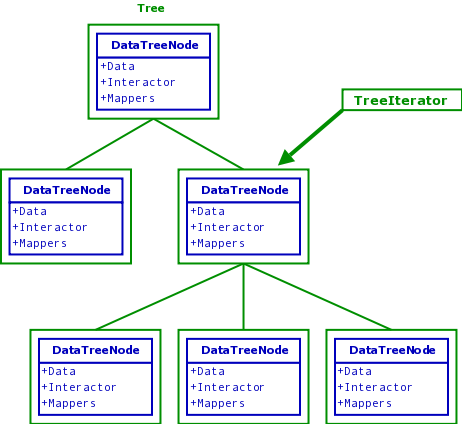 Tree
DataTreeNode
+Data
+Interactor
+Mappers
TreeIterator
DataTreeNode
+Data
+Interactor
+Mappers
DataTreeNode
+Data
+Interactor
+Mappers
DataTreeNode
+Data
+Interactor
+Mappers
DataTreeNode
+Data
+Interactor
+Mappers
DataTreeNode
+Data
+Interactor
+Mappers